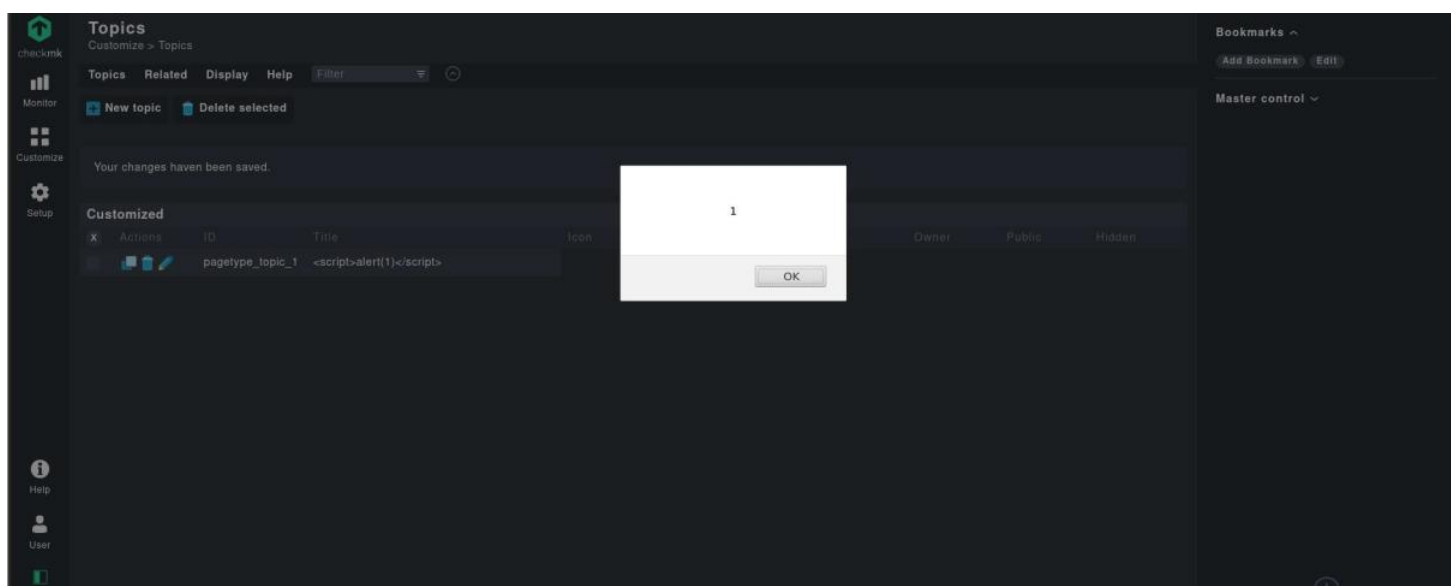 checkmk
Monitor
Customize
Setup
Help
User
Topics
Customize > Topics
Topics Related Display Help Filter
New topic Delete selected
Your changes haven been saved.
Customized
X Actions ID Title Icon Owner Public Hidden
pagetype_topic_1 <script>alert(1)</script>
1
OK
Bookmarks
Add Bookmark Edit
Master control